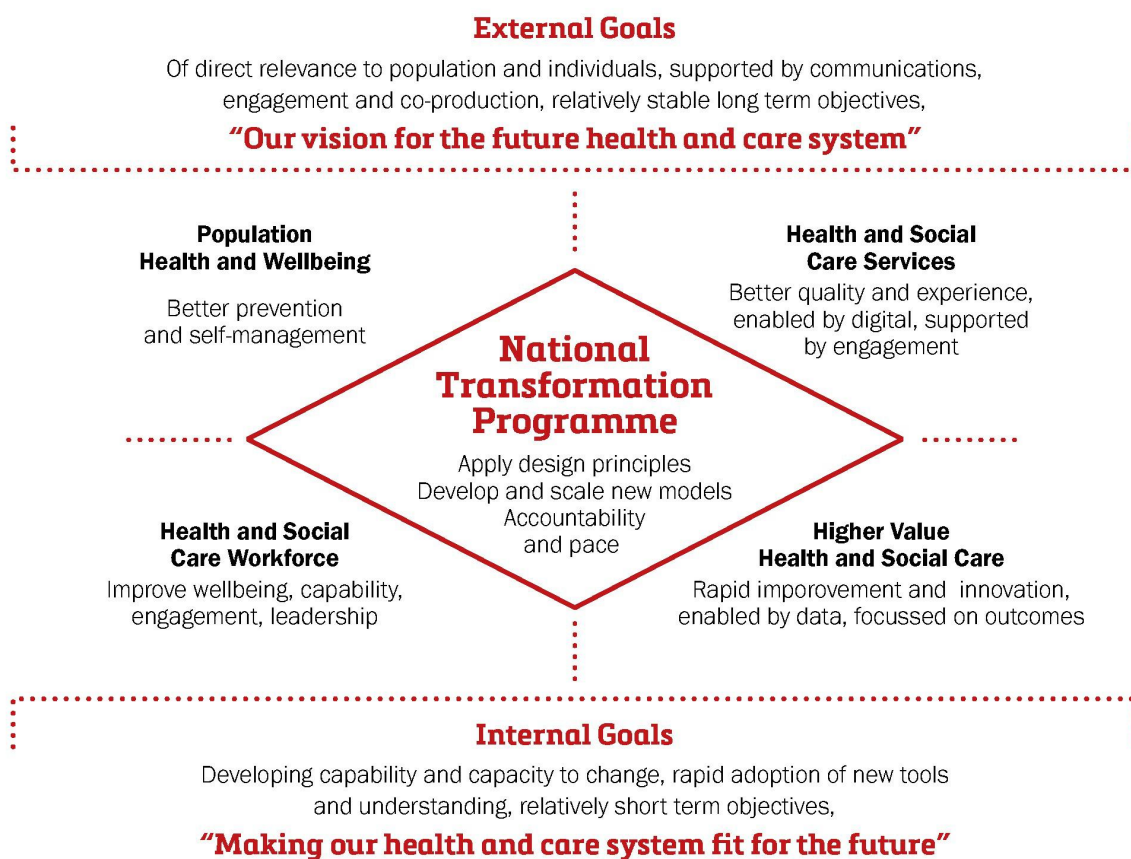 External Goals
Of direct relevance to population and individuals, supported by communications,
engagement and co-production, relatively stable long term objectives,
“Our vision for the future health and care system”
Population
Health and Wellbeing
Better prevention
and self-management
Health and Social
Care Services
Better quality and experience,
enabled by digital, supported
by engagement
National
Transformation
Programme
Apply design principles
Develop and scale new models
Accountability
and pace
Health and Social
Care Workforce
Improve wellbeing, capability,
engagement, leadership
Higher Value
Health and Social Care
Rapid imporovement and innovation,
enabled by data, focussed on outcomes
Internal Goals
Developing capability and capacity to change, rapid adoption of new tools
and understanding, relatively short term objectives,
“Making our health and care system fit for the future”